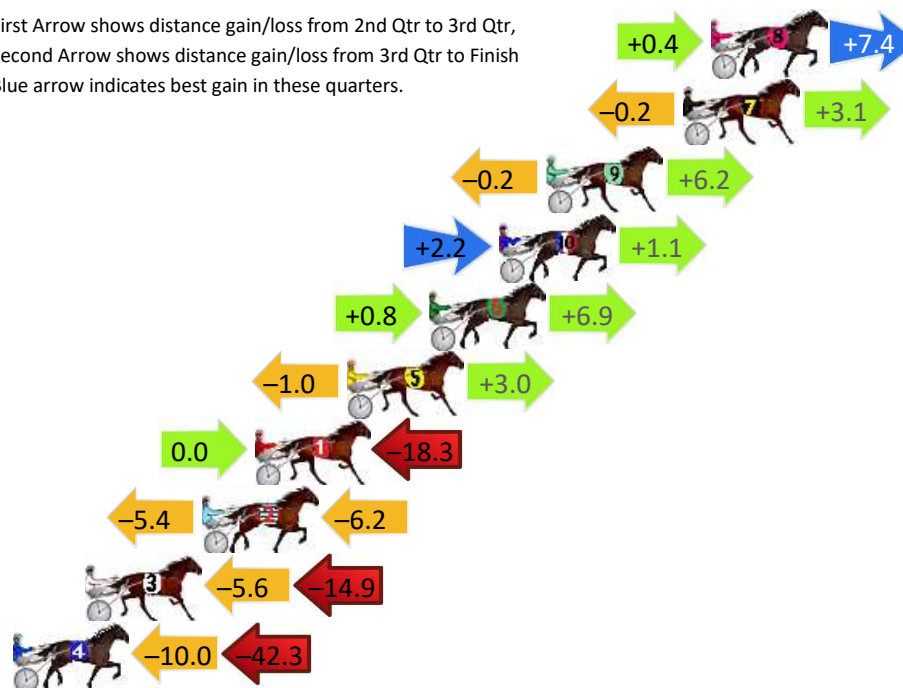 irst Arrow shows distance gain/loss from 2nd Qtr to 3rd Qtr,
econd Arrow shows distance gain/loss from 3rd Qtr to Finish
lue arrow indicates best gain in these quarters.
+0.4 8 +7.4
–0.2 7 +3.1
–0.2 9 +6.2
+2.2 10 +1.1
+0.8 6 +6.9
–1.0 5 +3.0
0.0 1 –18.3
–5.4 2 –6.2
3 –5.6 –14.9
4 –10.0 –42.3